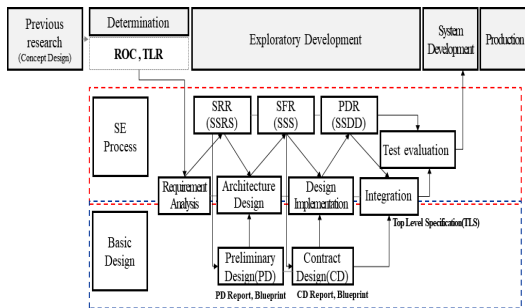 Previous
research
(Concept Design)
Determination
ROC , TLR
Exploratory Development
System
Development
Production
SE
Process
SRR
(SSRS)
SFR
(SSS)
PDR
(SSDD)
Test evaluation
Requirement
Analysis
Architecture
Design
Design
Implementation
Integration
Top Level Specification(TLS)
Basic
Design
Preliminary
Design(PD)
Contract
Design(CD)
PD Report, Blueprint
CD Report, Blueprint